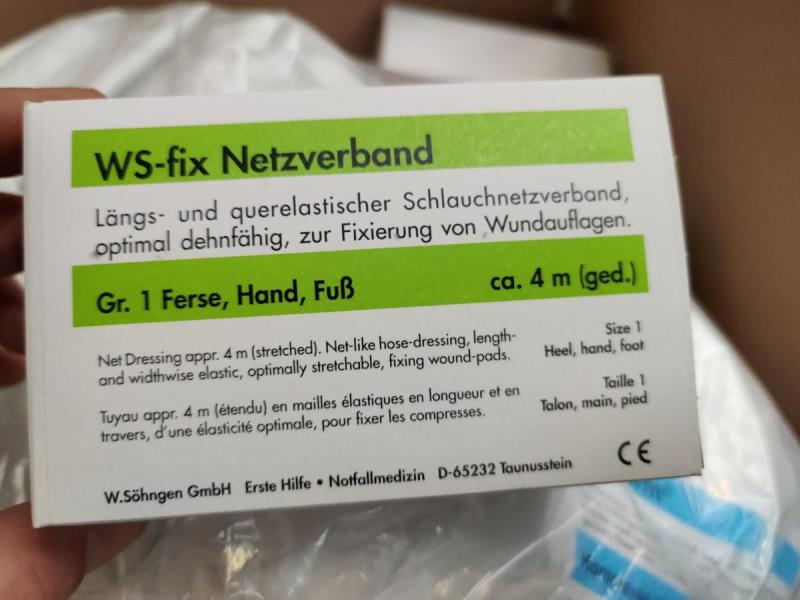 WS-fix Netzverband
Längs- und querelastischer Schlauchnetzverband,
optimal dehnfähig, zur Fixierung von Wundauflagen.
Gr. 1 Ferse, Hand, Fuß ca. 4 m (ged.)
Net Dressing appr. 4 m (stretched). Net-like hose-dressing, length-
and widthwise elastic, optimally stretchable, fixing wound-pads.
Size 1
Heel, hand, foot
Tuyau appr. 4 m (étendu) en mailles élastiques en longueur et en
travers, d'une élasticité optimale, pour fixer les compresses.
Taille 1
Talon, main, pied
W.Söhngen GmbH Erste Hilfe • Notfallmedizin D-65232 Taunusstein
CE